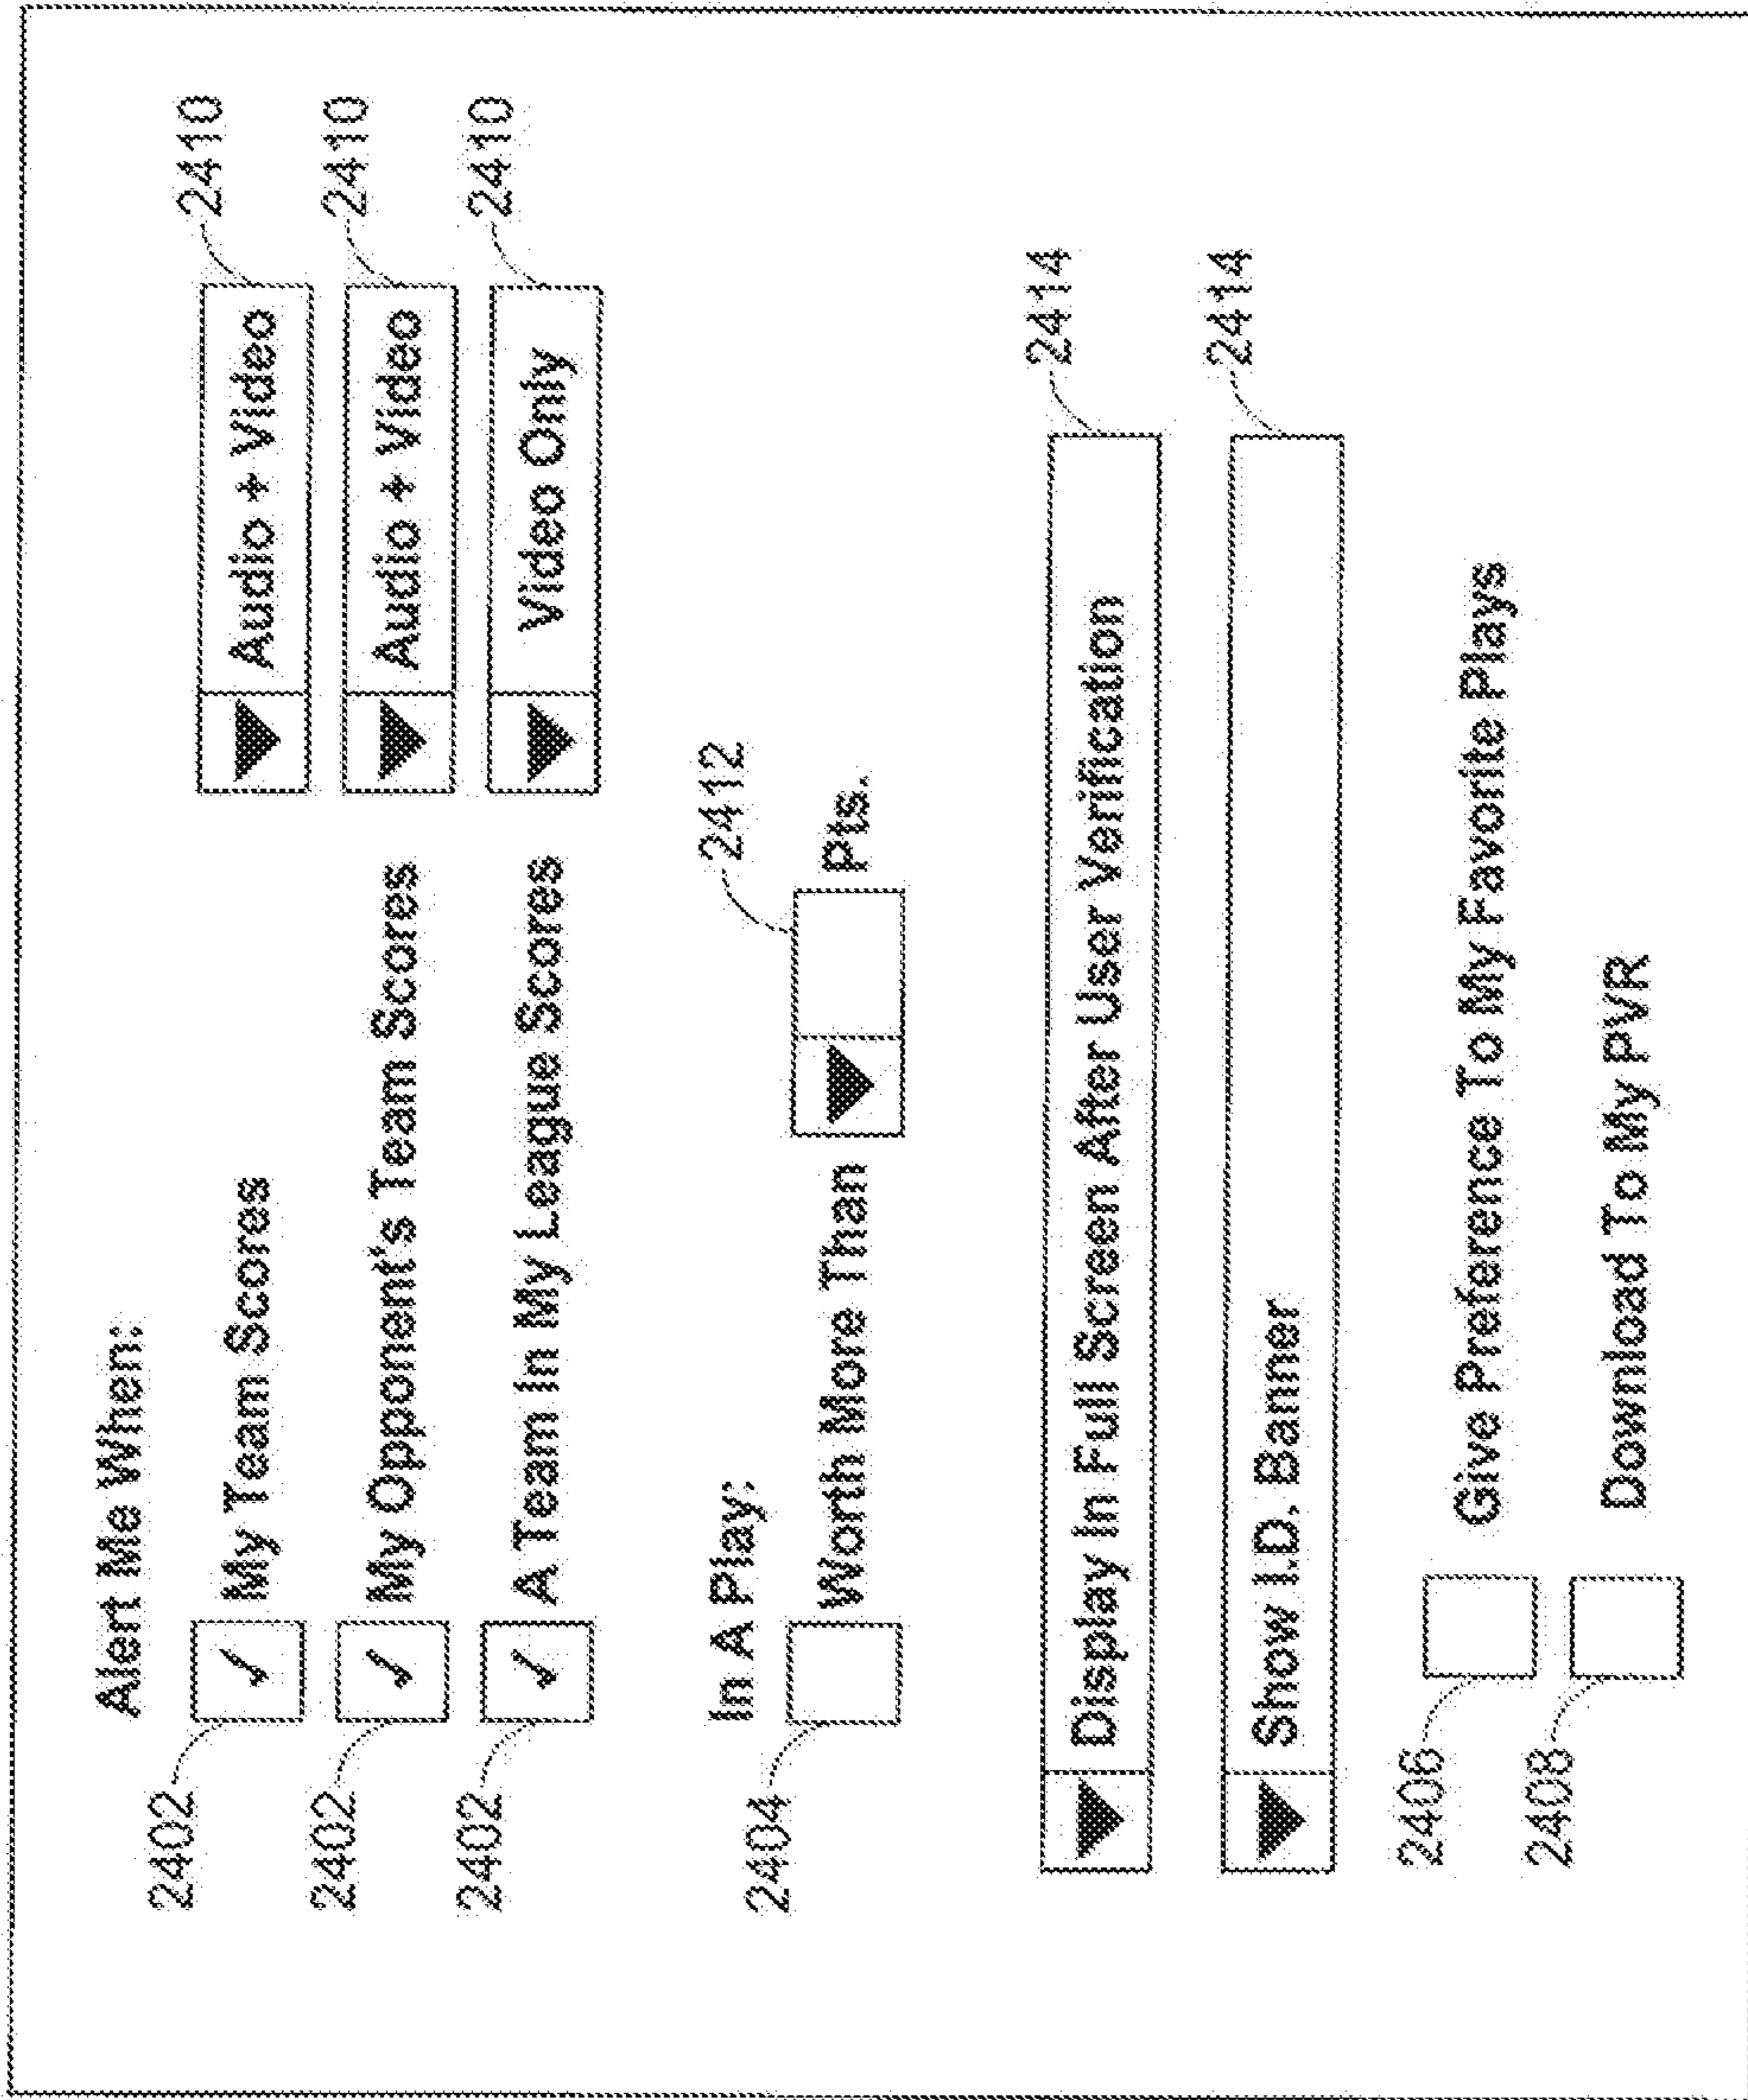 Alert Me When:
2402 ✓ My Team Scores Audio + Video 2410
2402 ✓ My Opponent's Team Scores Audio + Video 2410
2402 ✓ A Team In My League Scores Video Only 2410
In A Play:
2412
2404 Worth More Than Pts.
Display In Full Screen After User Verification 2414
Show I.D. Banner 2414
2406 Give Preference To My Favorite Plays
2408 Download To My PVR